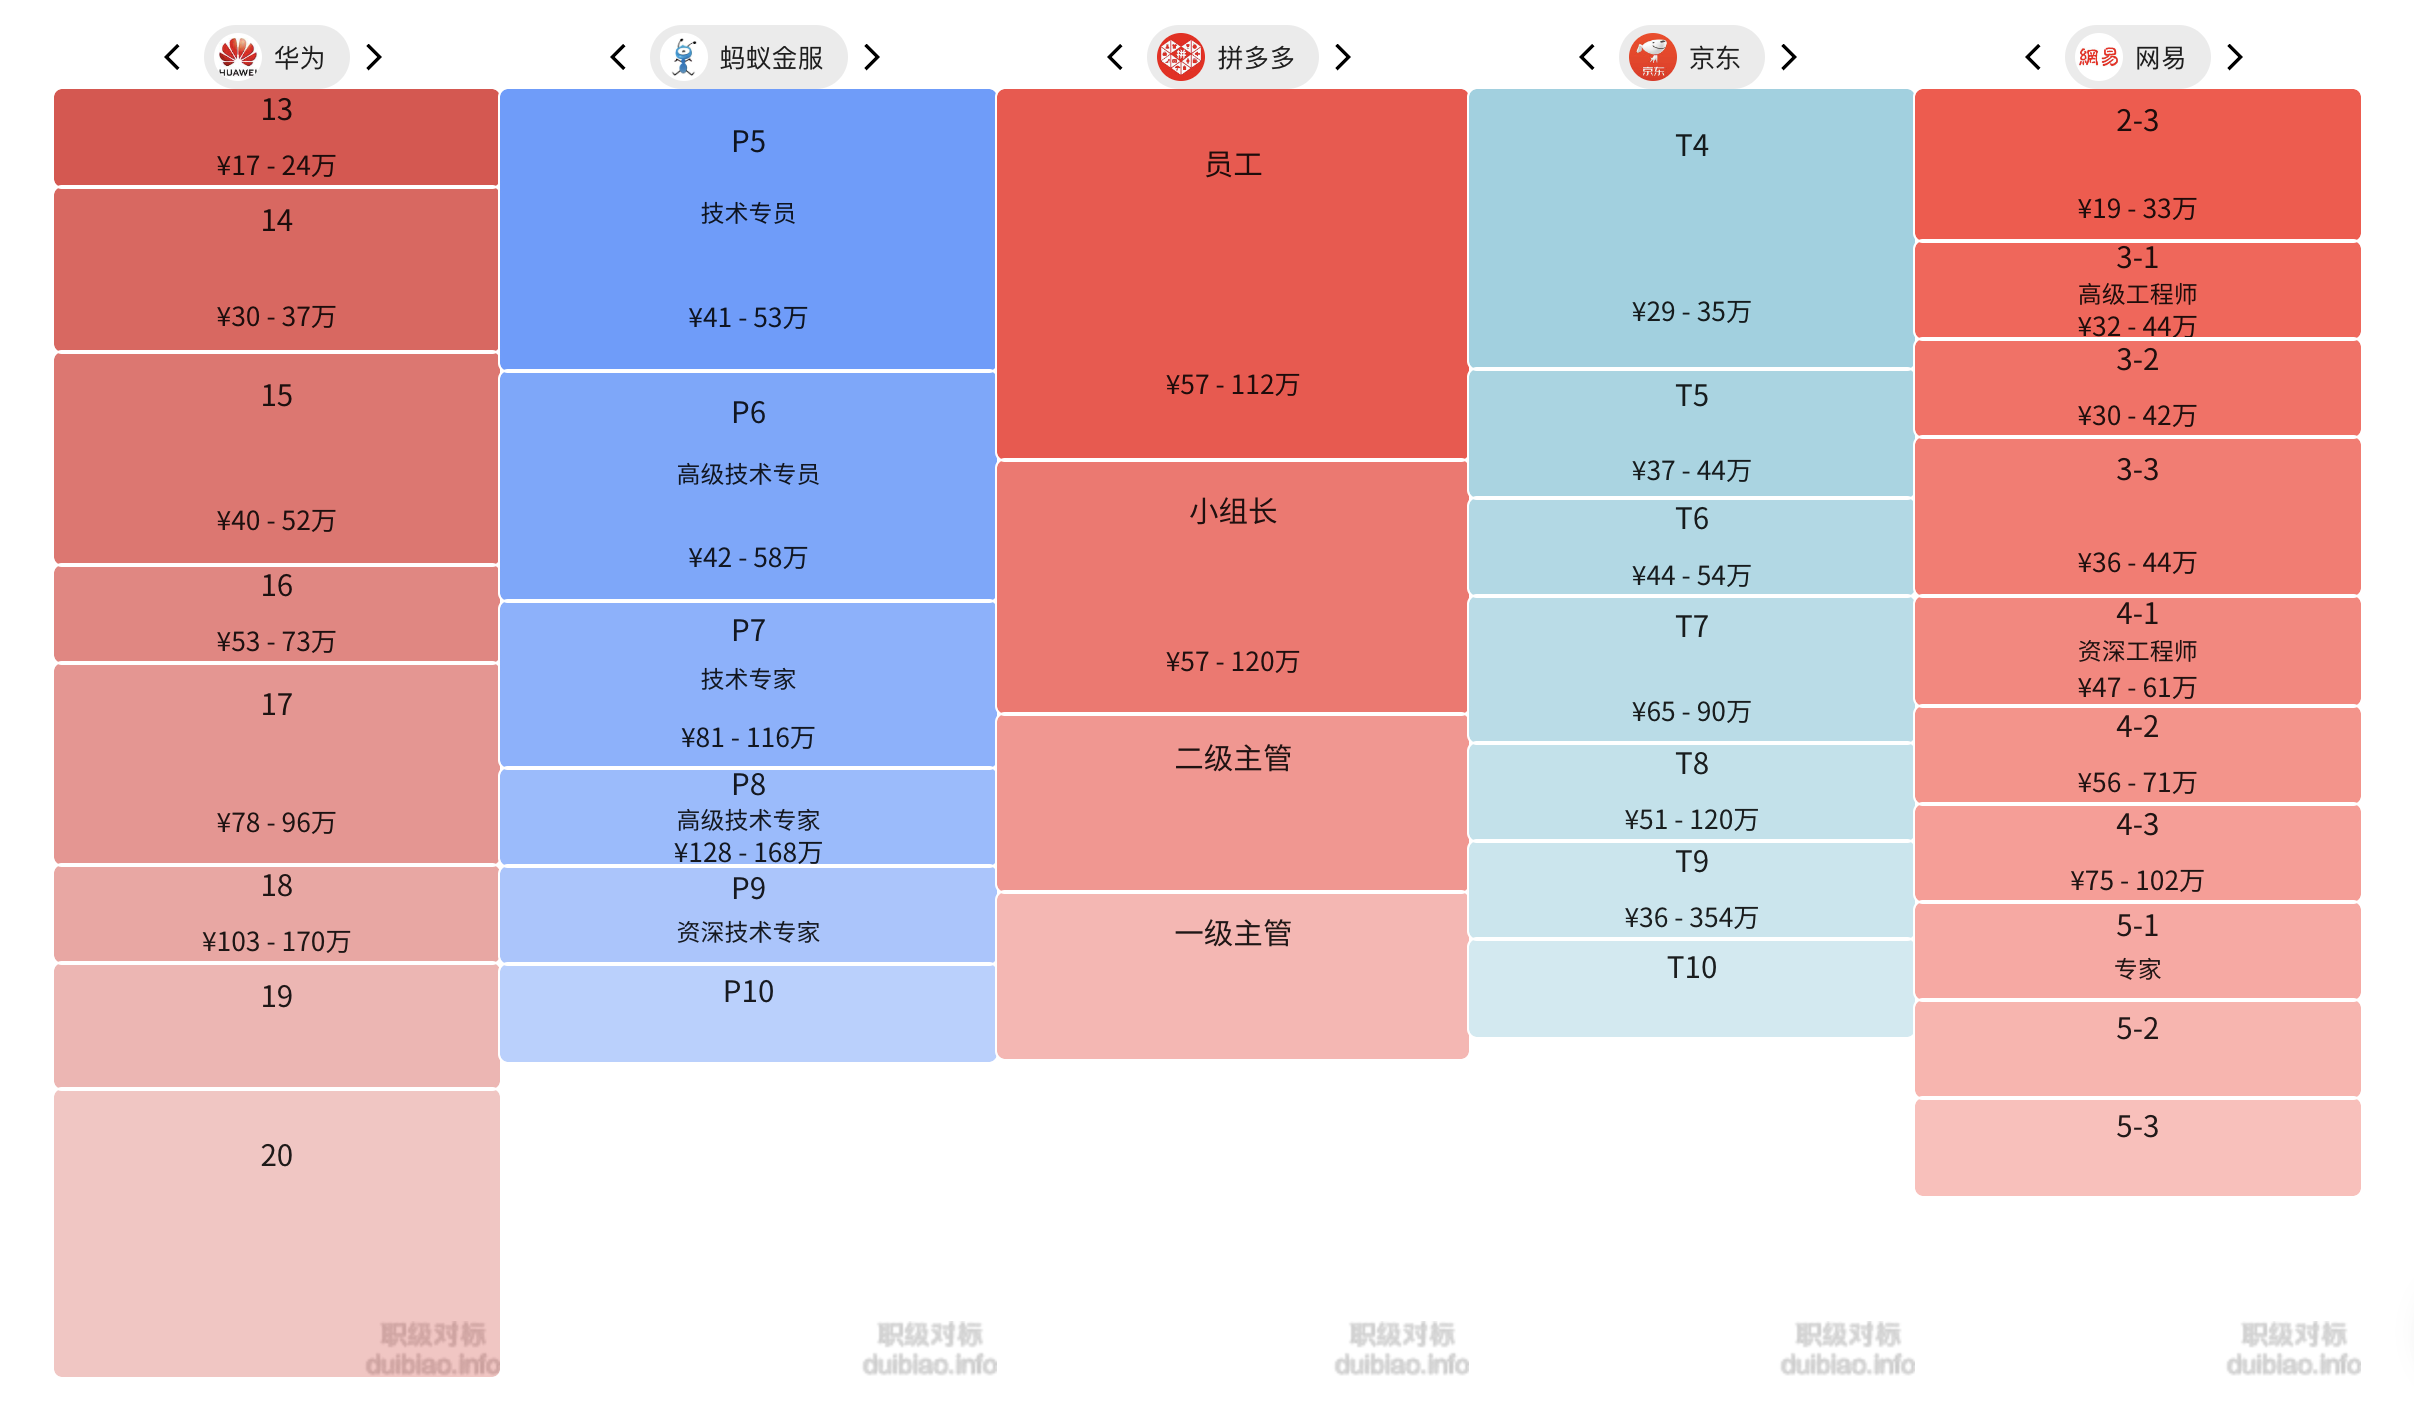 华为
13
¥17 - 24万
14
¥30 - 37万
15
¥40 - 52万
16
¥53 - 73万
17
¥78 - 96万
18
¥103 - 170万
19
20
职级对标
duibiao.info
蚂蚁金服
P5
技术专员
¥41 - 53万
P6
高级技术专员
¥42 - 58万
P7
技术专家
¥81 - 116万
P8
高级技术专家
¥128 - 168万
P9
资深技术专家
P10
职级对标
duibiao.info
拼多多
员工
¥57 - 112万
小组长
¥57 - 120万
二级主管
一级主管
职级对标
duibiao.info
京东
T4
¥29 - 35万
T5
¥37 - 44万
T6
¥44 - 54万
T7
¥65 - 90万
T8
¥51 - 120万
T9
¥36 - 354万
T10
职级对标
duibiao.info
网易
2-3
¥19 - 33万
3-1
高级工程师
¥32 - 44万
3-2
¥30 - 42万
3-3
¥36 - 44万
4-1
资深工程师
¥47 - 61万
4-2
¥56 - 71万
4-3
¥75 - 102万
5-1
专家
5-2
5-3
职级对标
duibiao.info
HUAWEI
拼
京东
網易